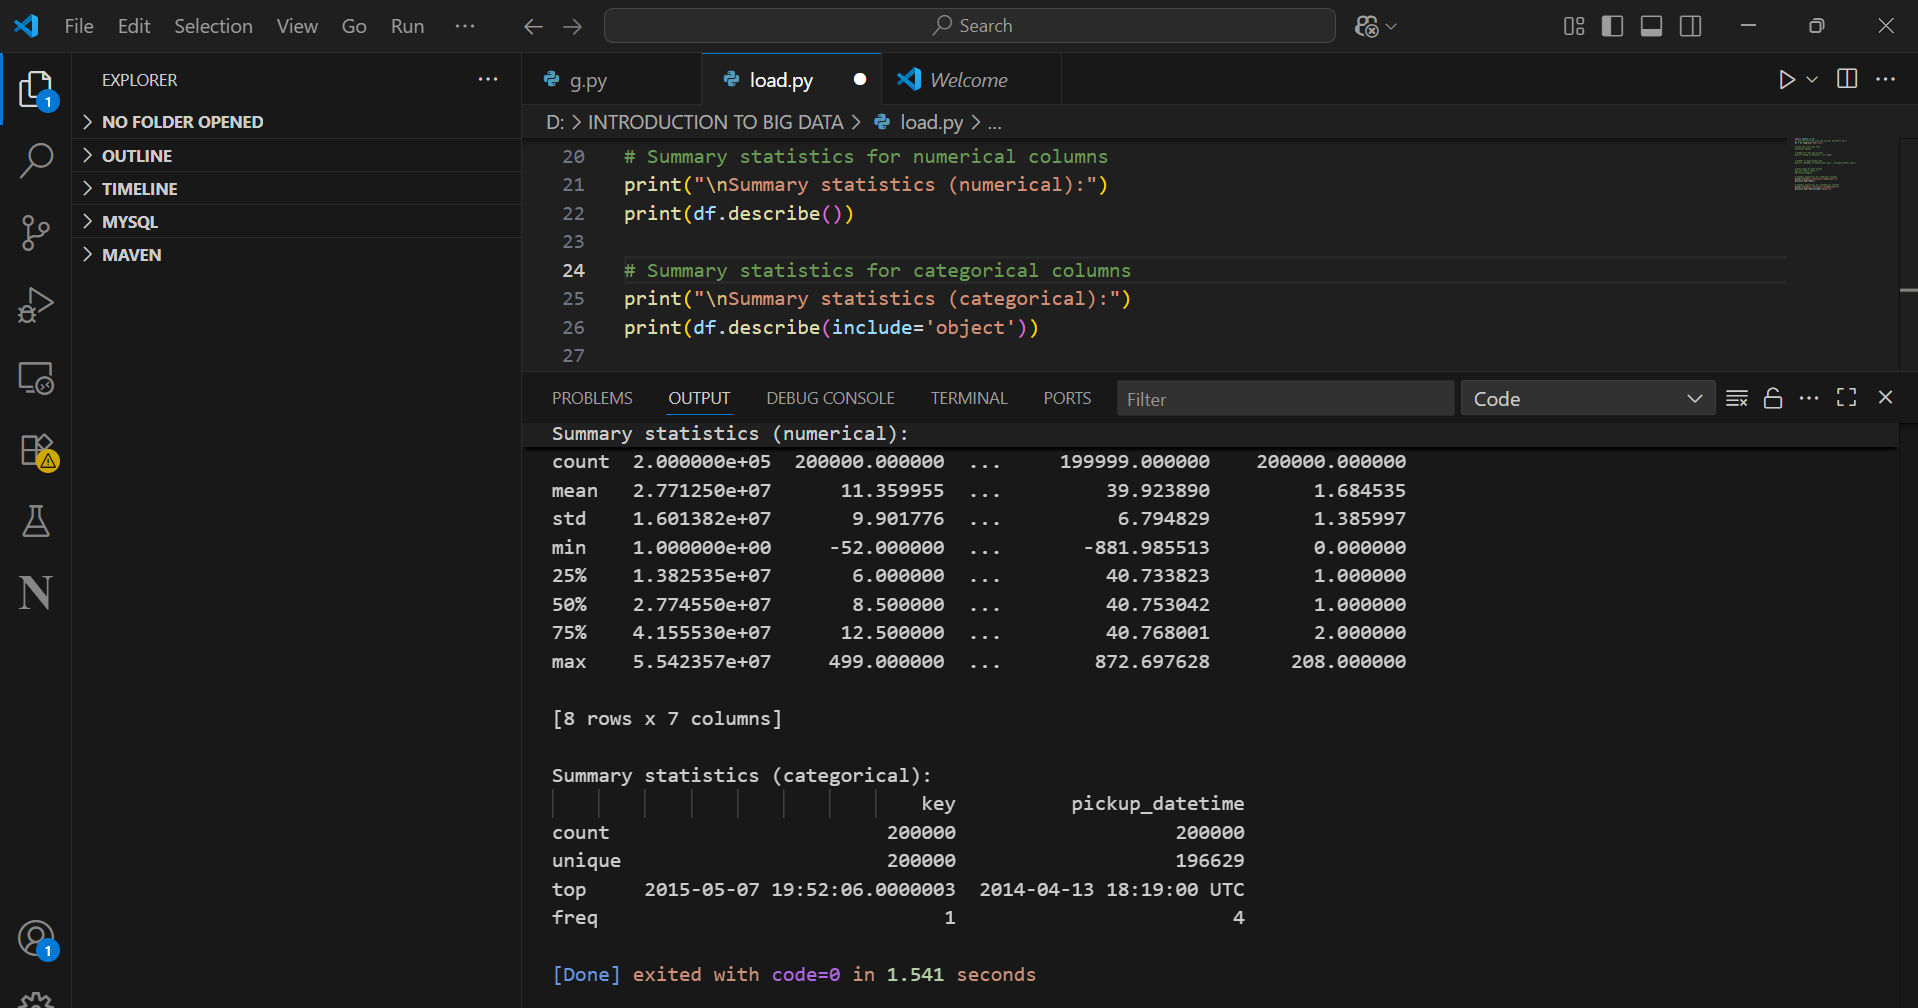 File Edit Selection View Go Run ··· Search
EXPLORER ···
1
NO FOLDER OPENED
OUTLINE
TIMELINE
MYSQL
MAVEN
N
1
g.py load.py Welcome
D: > INTRODUCTION TO BIG DATA > load.py > ...
20 # Summary statistics for numerical columns
21 print("\nSummary statistics (numerical):")
22 print(df.describe())
23
24 # Summary statistics for categorical columns
25 print("\nSummary statistics (categorical):")
26 print(df.describe(include='object'))
27
PROBLEMS OUTPUT DEBUG CONSOLE TERMINAL PORTS Filter Code
Summary statistics (numerical):
count 2.000000e+05 200000.000000 ... 199999.000000 200000.000000
mean 2.771250e+07 11.359955 ... 39.923890 1.684535
std 1.601382e+07 9.901776 ... 6.794829 1.385997
min 1.000000e+00 -52.000000 ... -881.985513 0.000000
25% 1.382535e+07 6.000000 ... 40.733823 1.000000
50% 2.774550e+07 8.500000 ... 40.753042 1.000000
75% 4.155530e+07 12.500000 ... 40.768001 2.000000
max 5.542357e+07 499.000000 ... 872.697628 208.000000
[8 rows x 7 columns]
Summary statistics (categorical):
key pickup_datetime
count 200000 200000
unique 200000 196629
top 2015-05-07 19:52:06.0000003 2014-04-13 18:19:00 UTC
freq 1 4
[Done] exited with code=0 in 1.541 seconds